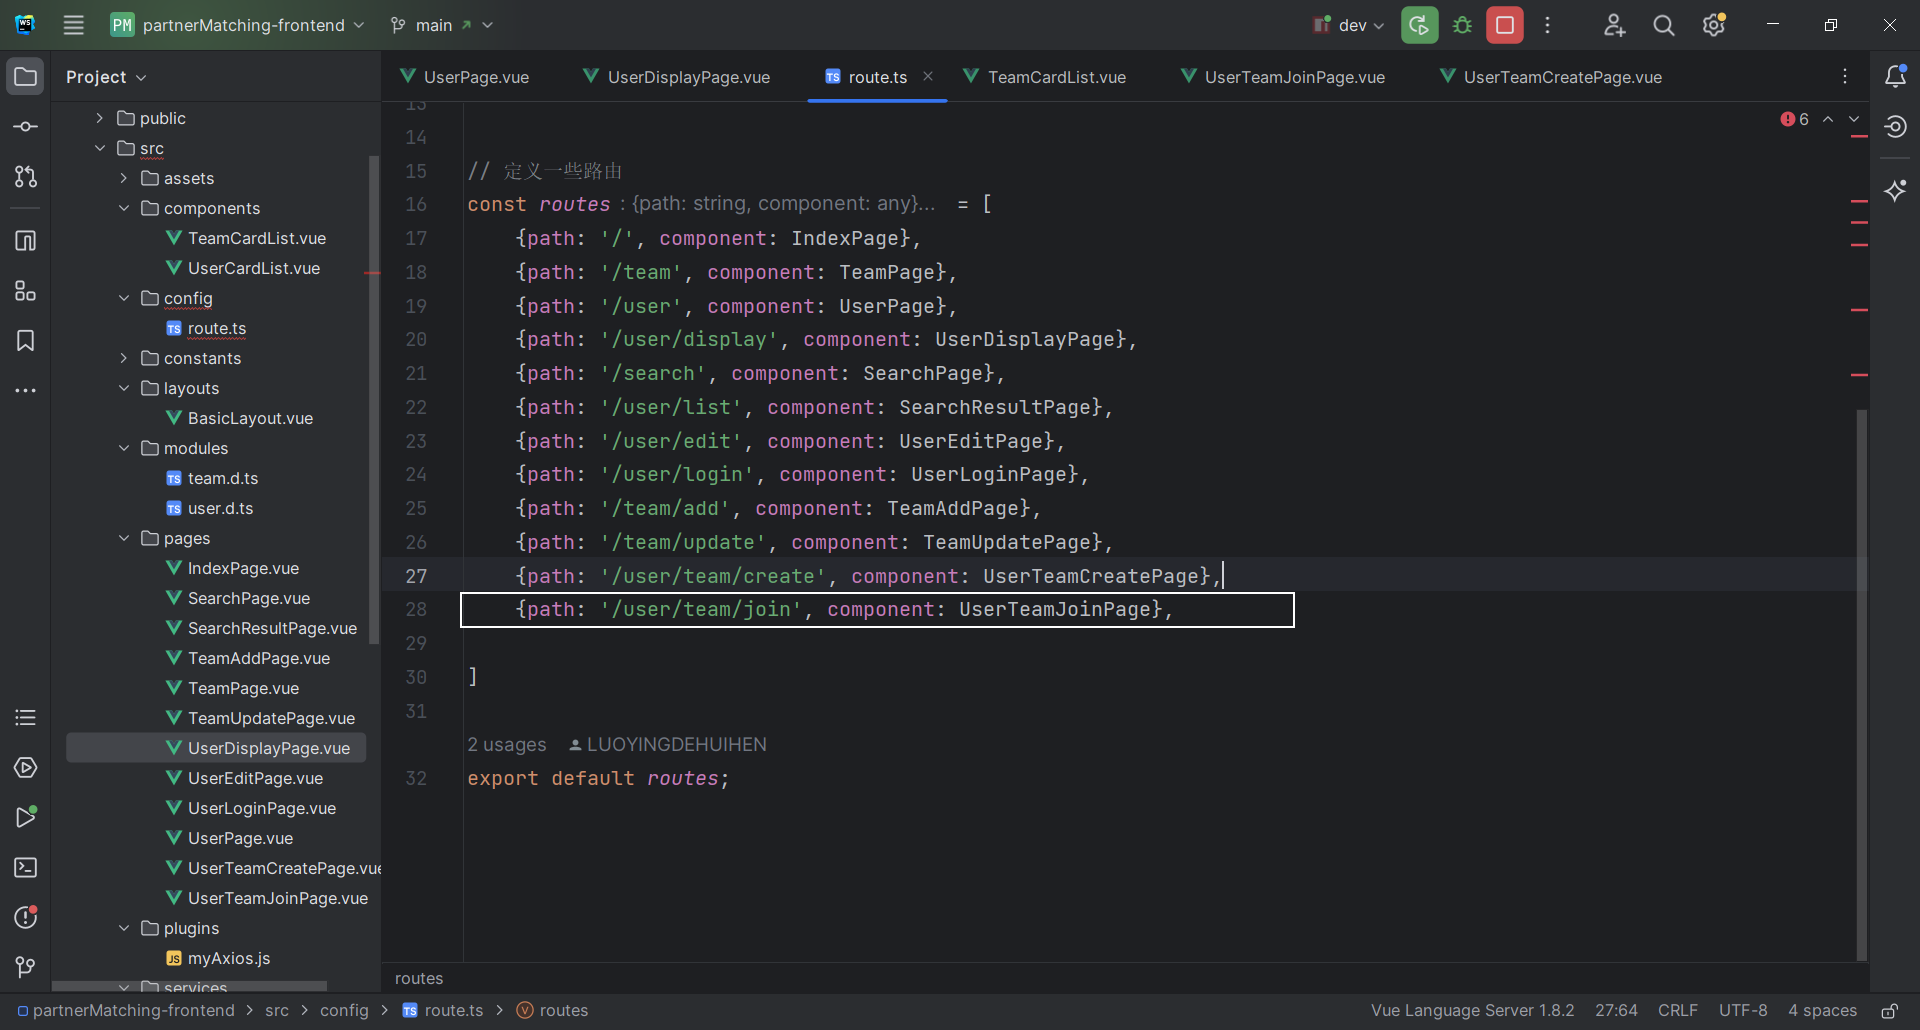 WS
PM partnerMatching-frontend main dev
Project
UserPage.vue UserDisplayPage.vue TS route.ts TeamCardList.vue UserTeamJoinPage.vue UserTeamCreatePage.vue
public
src
assets
components
TeamCardList.vue
UserCardList.vue
config
TS route.ts
constants
layouts
BasicLayout.vue
modules
TS team.d.ts
TS user.d.ts
pages
IndexPage.vue
SearchPage.vue
SearchResultPage.vue
TeamAddPage.vue
TeamPage.vue
TeamUpdatePage.vue
UserDisplayPage.vue
UserEditPage.vue
UserLoginPage.vue
UserPage.vue
UserTeamCreatePage.vue
UserTeamJoinPage.vue
plugins
JS myAxios.js
services
6
13
14
15 // 定义一些路由
16 const routes : {path: string, component: any}... = [
17 {path: '/', component: IndexPage},
18 {path: '/team', component: TeamPage},
19 {path: '/user', component: UserPage},
20 {path: '/user/display', component: UserDisplayPage},
21 {path: '/search', component: SearchPage},
22 {path: '/user/list', component: SearchResultPage},
23 {path: '/user/edit', component: UserEditPage},
24 {path: '/user/login', component: UserLoginPage},
25 {path: '/team/add', component: TeamAddPage},
26 {path: '/team/update', component: TeamUpdatePage},
27 {path: '/user/team/create', component: UserTeamCreatePage},
28 {path: '/user/team/join', component: UserTeamJoinPage},
29
30 ]
31
2 usages LUOYINGDEHUIHEN
32 export default routes;
routes
partnerMatching-frontend > src > config > TS route.ts > V routes Vue Language Server 1.8.2 27:64 CRLF UTF-8 4 spaces